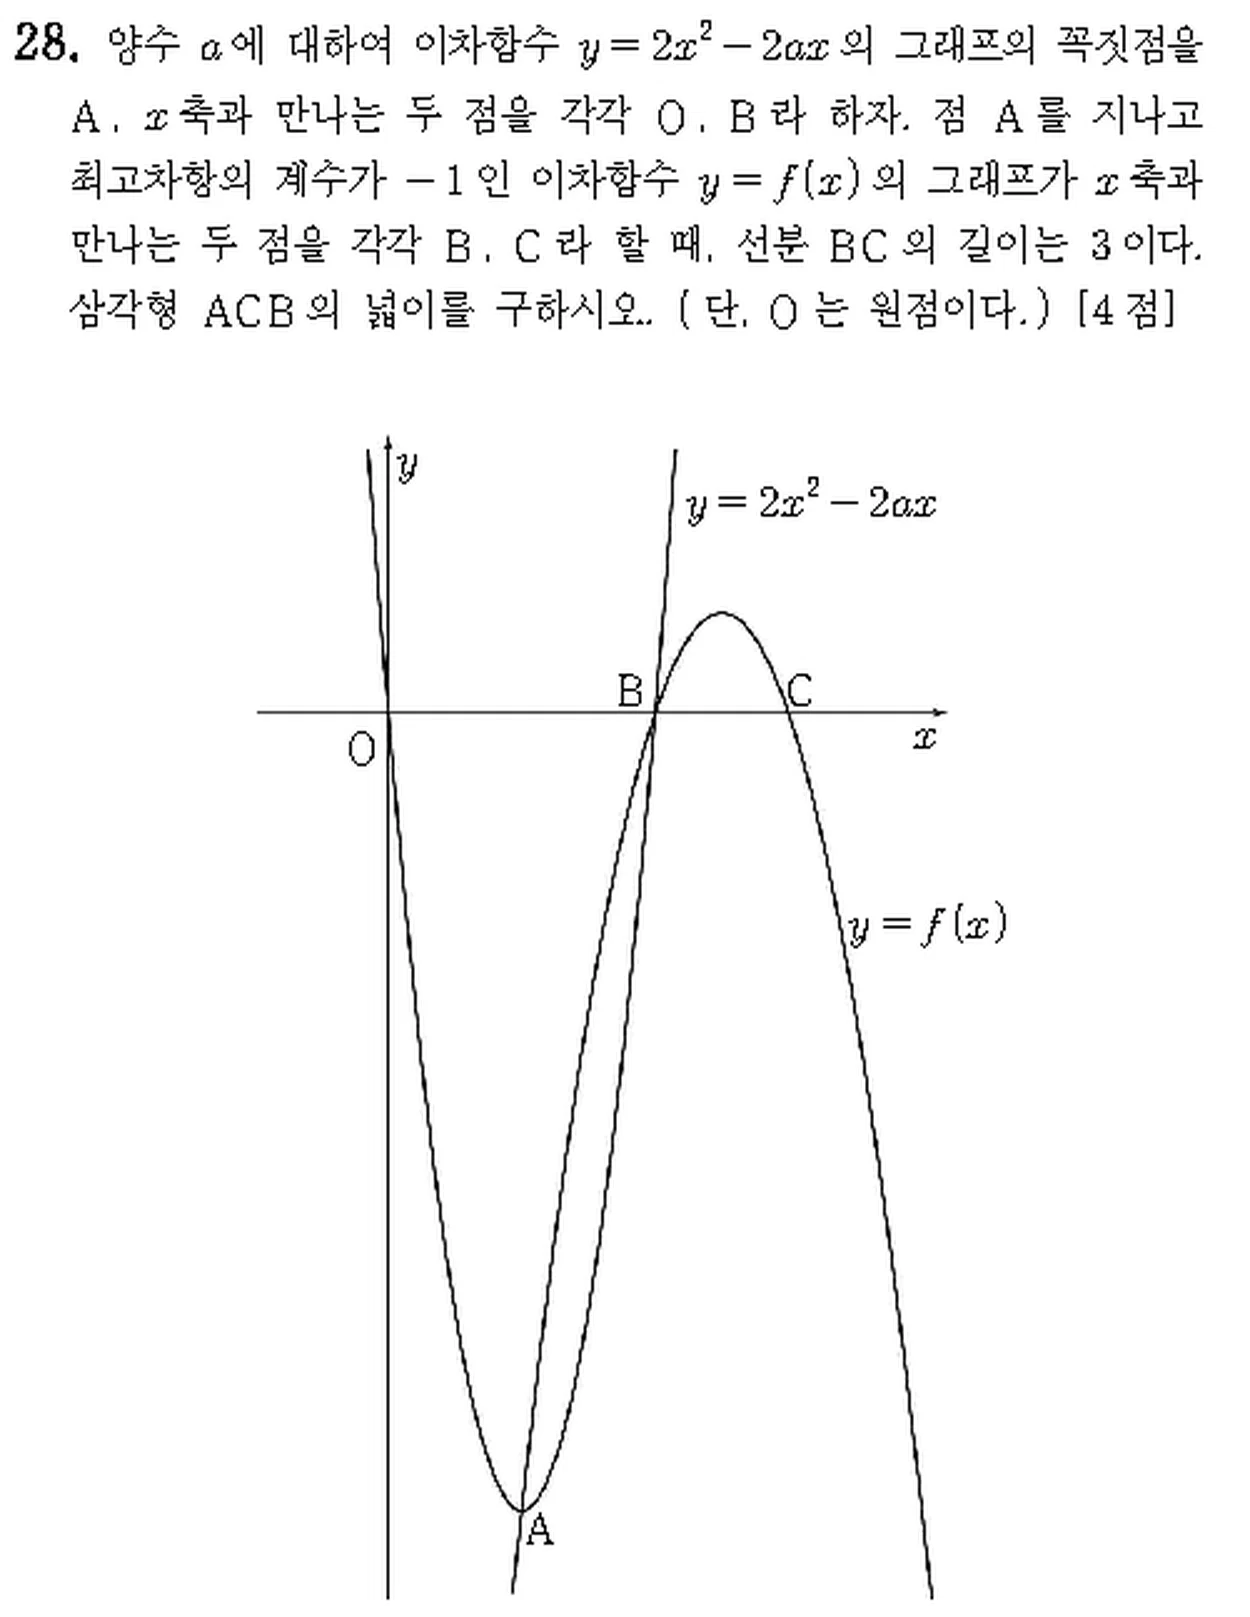 28. 양수 a에 대하여 이차함수 y=2x²-2ax의 그래프의 꼭짓점을
A, x축과 만나는 두 점을 각각 O, B라 하자. 점 A를 지나고
최고차항의 계수가 -1인 이차함수 y=f(x)의 그래프가 x축과
만나는 두 점을 각각 B, C라 할 때, 선분 BC의 길이는 3이다.
삼각형 ACB의 넓이를 구하시오. (단, O는 원점이다.) [4점]
y
y=2x²-2ax
B
C
O
x
y=f(x)
A